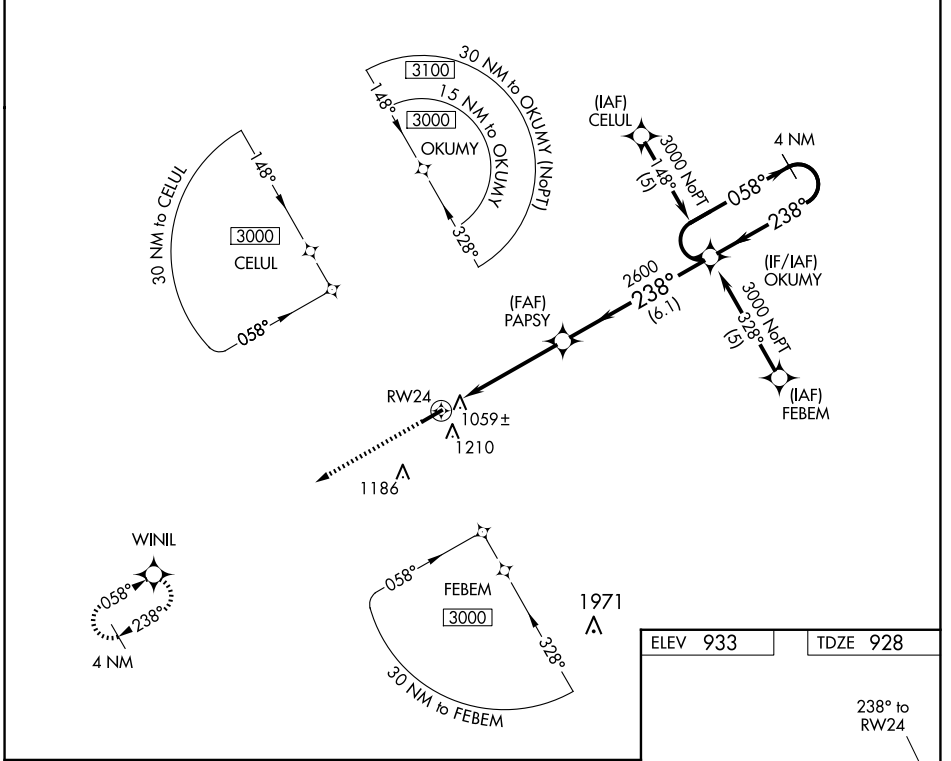 30 NM to OKUMY (NoPT)
3100
15 NM to OKUMY
3000
148°
OKUMY
328°
30 NM to CELUL
148°
3000
CELUL
058°
(IAF)
CELUL
3000 NoPT
148°
(5)
4 NM
058°
238°
(IF/IAF)
OKUMY
2600
238°
(6.1)
(FAF)
PAPSY
3000 NoPT
328°
(5)
(IAF)
FEBEM
RW24
1059±
1210
1186
WINIL
058°
238°
4 NM
058°
FEBEM
3000
328°
30 NM to FEBEM
1971
ELEV 933
TDZE 928
238° to
RW24